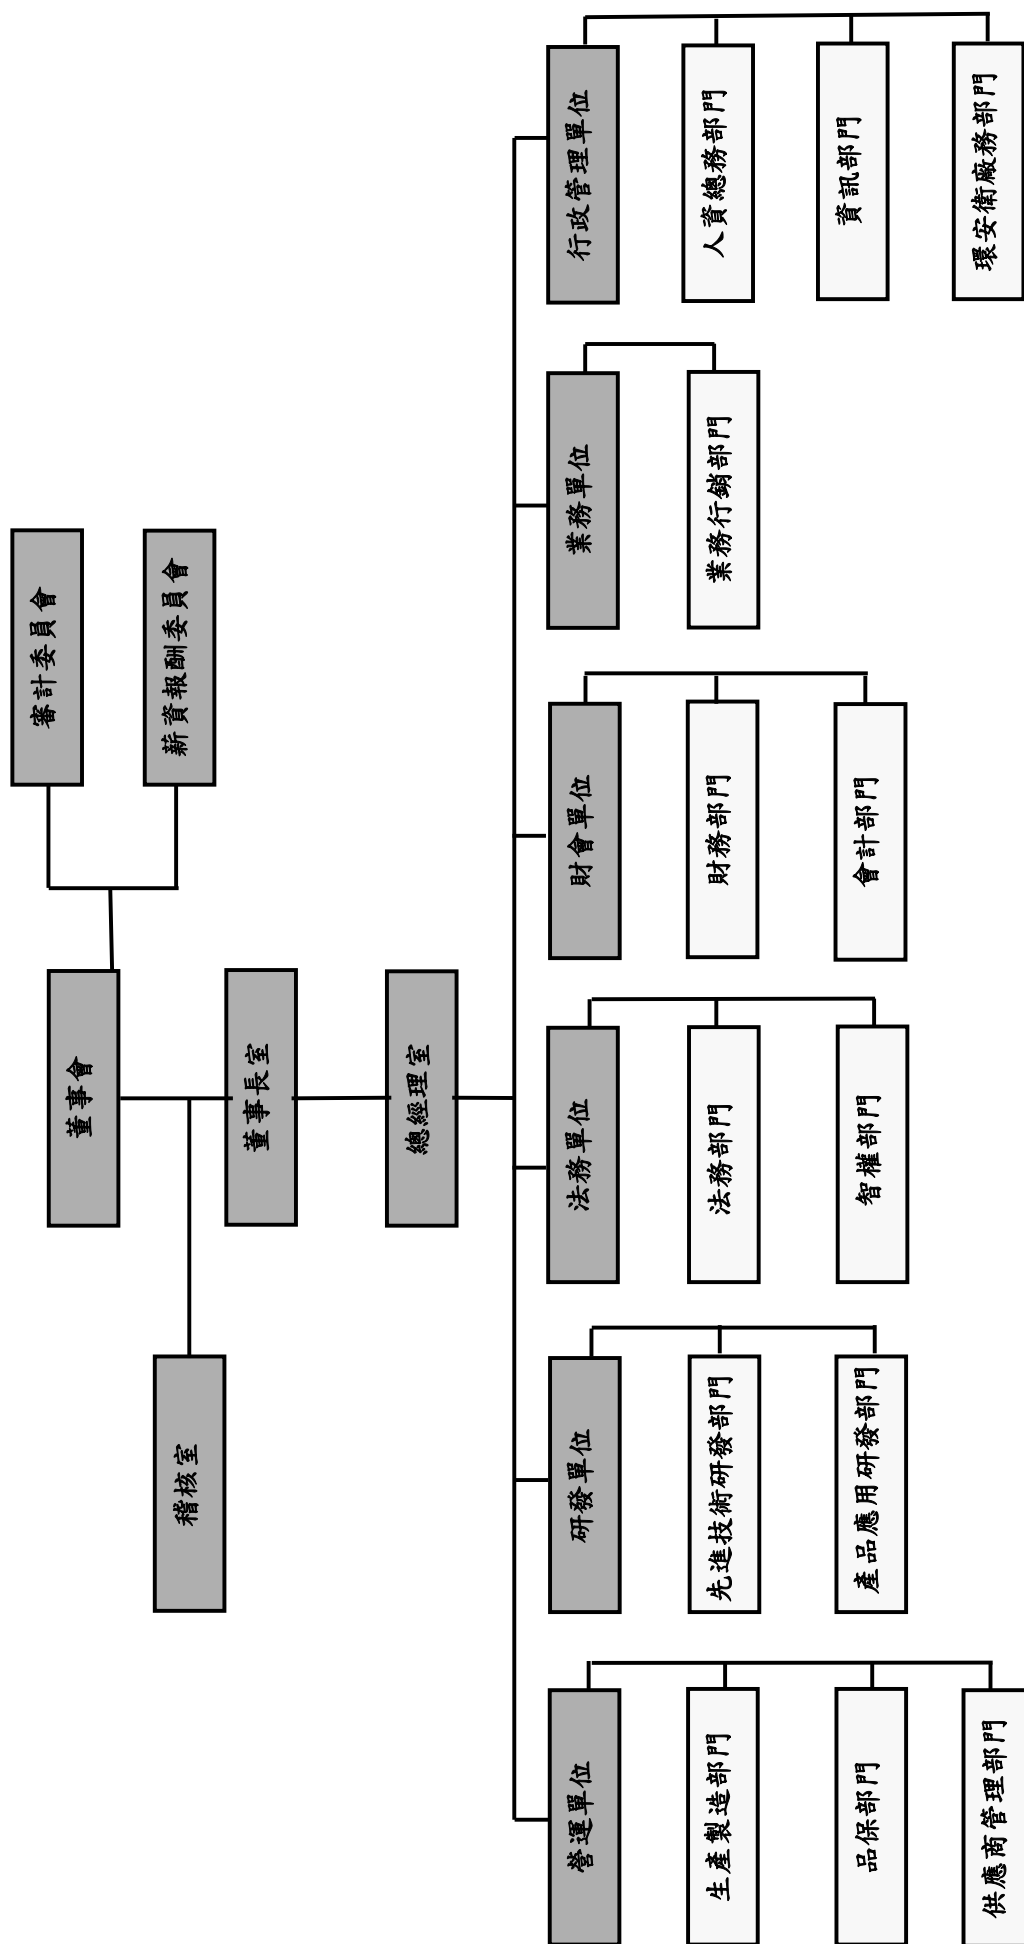 董事會
審計委員會
薪資報酬委員會
稽核室
董事長室
總經理室
營運單位
生產製造部門
品保部門
供應商管理部門
研發單位
先進技術研發部門
產品應用研發部門
法務單位
法務部門
智權部門
財會單位
財務部門
會計部門
業務單位
業務行銷部門
行政管理單位
人資總務部門
資訊部門
環安衛廠務部門